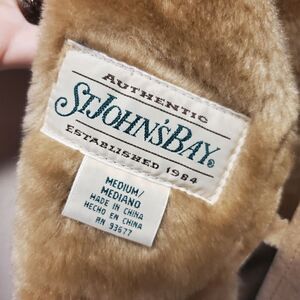 AUTHENTIC
ST. JOHN'S BAY®
ESTABLISHED 1984
MEDIUM/
MEDIANO
MADE IN CHINA
HECHO EN CHINA
RN 93677